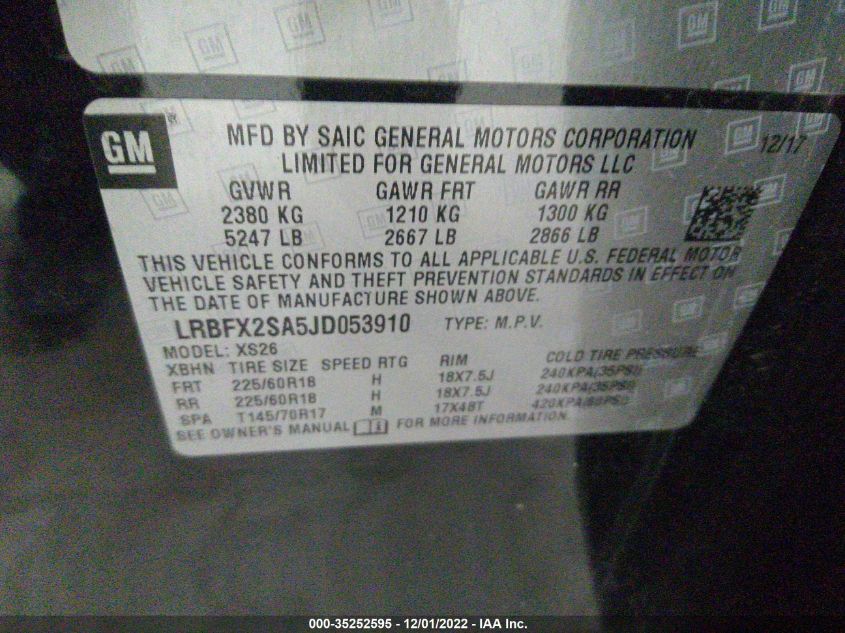 GM
MFD BY SAIC GENERAL MOTORS CORPORATION 12/17
LIMITED FOR GENERAL MOTORS LLC
GVWR GAWR FRT GAWR RR
2380 KG 1210 KG 1300 KG
5247 LB 2667 LB 2866 LB
THIS VEHICLE CONFORMS TO ALL APPLICABLE U.S. FEDERAL MOTOR
VEHICLE SAFETY AND THEFT PREVENTION STANDARDS IN EFFECT ON
THE DATE OF MANUFACTURE SHOWN ABOVE.
LRBFX2SA5JD053910 TYPE: M.P.V.
MODEL: XS26
XBHN TIRE SIZE SPEED RTG RIM COLD TIRE PRESSURE
FRT 225/60R18 H 18X7.5J 240KPA(35PSI)
RR 225/60R18 H 18X7.5J 240KPA(35PSI)
SPA T145/70R17 M 17X4BT 420KPA(60PSI)
SEE OWNER'S MANUAL FOR MORE INFORMATION.
000-35252595 - 12/01/2022 - IAA Inc.